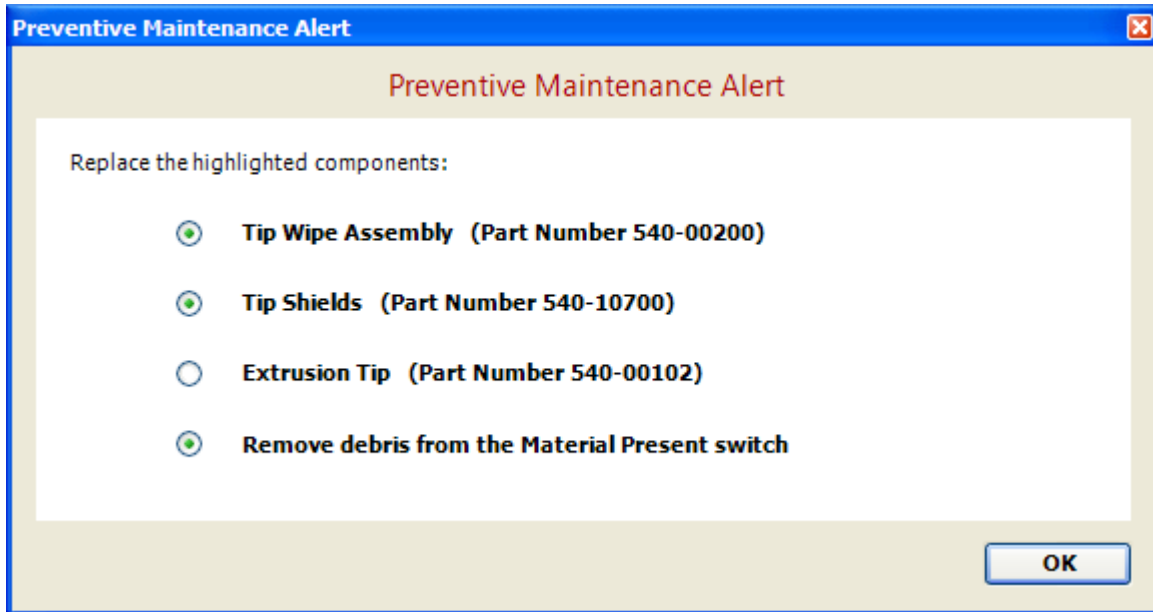 Preventive Maintenance Alert
Preventive Maintenance Alert
Replace the highlighted components:
Tip Wipe Assembly (Part Number 540-00200)
Tip Shields (Part Number 540-10700)
Extrusion Tip (Part Number 540-00102)
Remove debris from the Material Present switch
OK